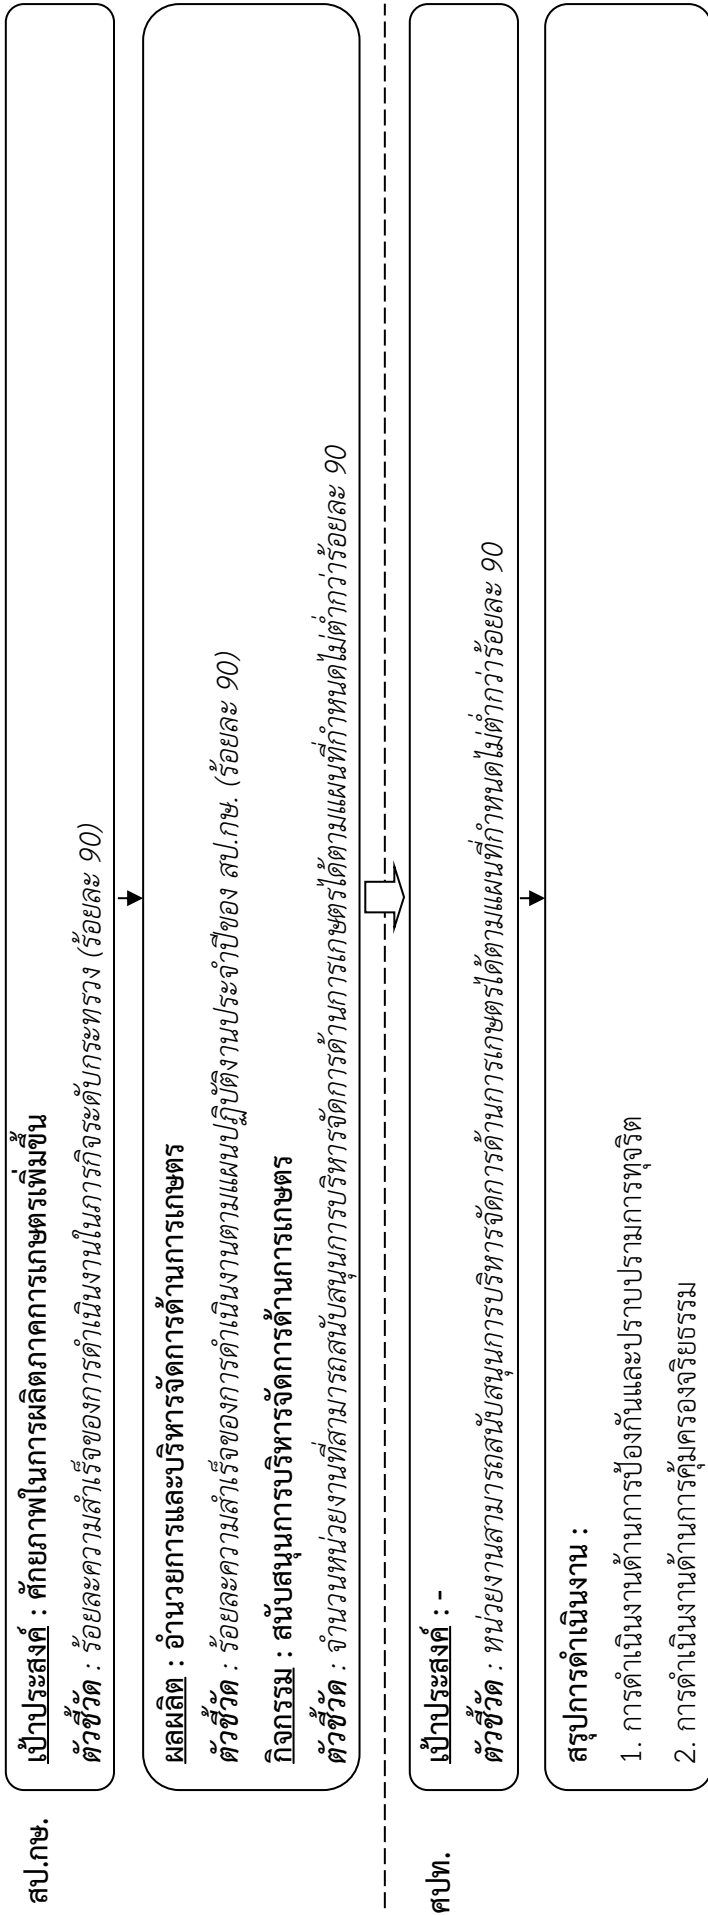 สป.กษ.
เป้าประสงค์ : ศักยภาพในการผลิตภาคการเกษตรเพิ่มขึ้น
ตัวชี้วัด : ร้อยละความสำเร็จของการดำเนินงานในภารกิจระดับกระทรวง (ร้อยละ 90)
ผลผลิต : อำนวยการและบริหารจัดการด้านการเกษตร
ตัวชี้วัด : ร้อยละความสำเร็จของการดำเนินงานตามแผนปฏิบัติงานประจำปีของ สป.กษ. (ร้อยละ 90)
กิจกรรม : สนับสนุนการบริหารจัดการด้านการเกษตร
ตัวชี้วัด : จำนวนหน่วยงานที่สามารถสนับสนุนการบริหารจัดการด้านการเกษตรได้ตามแผนที่กำหนดไม่ต่ำกว่าร้อยละ 90
ศปท.
เป้าประสงค์ : -
ตัวชี้วัด : หน่วยงานสามารถสนับสนุนการบริหารจัดการด้านการเกษตรได้ตามแผนที่กำหนดไม่ต่ำกว่าร้อยละ 90
สรุปการดำเนินงาน :
1. การดำเนินงานด้านการป้องกันและปราบปรามการทุจริต
2. การดำเนินงานด้านการคุ้มครองจริยธรรม